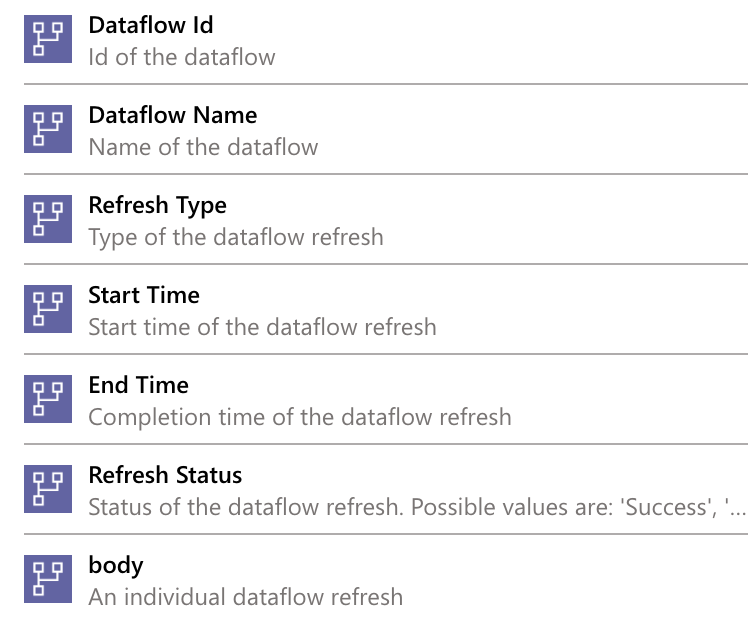 Dataflow Id
Id of the dataflow
Dataflow Name
Name of the dataflow
Refresh Type
Type of the dataflow refresh
Start Time
Start time of the dataflow refresh
End Time
Completion time of the dataflow refresh
Refresh Status
Status of the dataflow refresh. Possible values are: 'Success', '...
body
An individual dataflow refresh